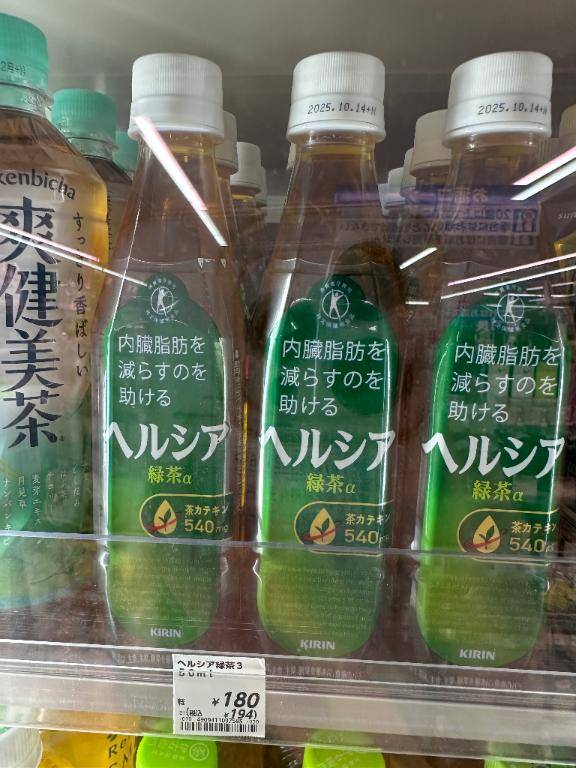 kenbicha
爽健美茶
すっきり香ばしい
内臓脂肪を
減らすのを
助ける
ヘルシア
緑茶α
茶カテキン
540mg
KIRIN
2025.10.14+N
内臓脂肪を
減らすのを
助ける
ヘルシア
緑茶α
茶カテキン
540mg
KIRIN
2025.10.14+N
内臓脂肪を
減らすのを
助ける
ヘルシア
緑茶α
茶カテキン
540mg
KIRIN
ヘルシア緑茶3
50ml
¥180
(税込 ¥194)